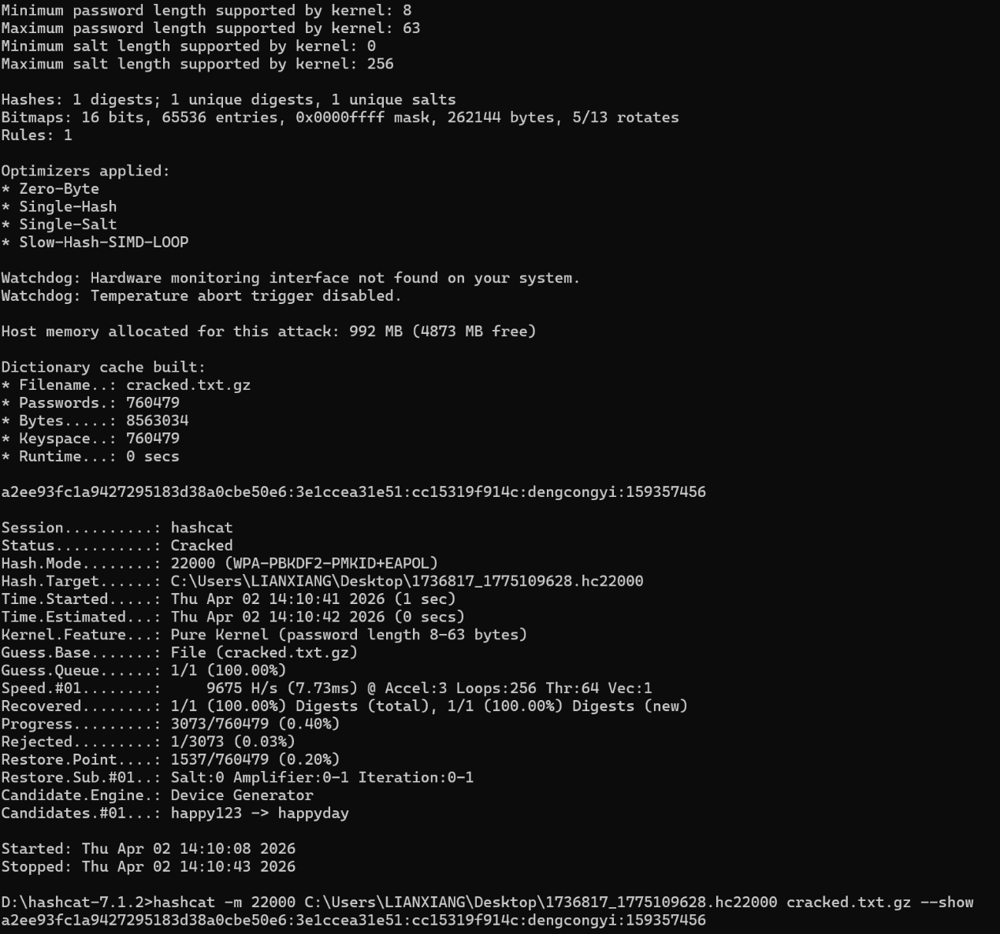 Minimum password length supported by kernel: 8
Maximum password length supported by kernel: 63
Minimum salt length supported by kernel: 0
Maximum salt length supported by kernel: 256

Hashes: 1 digests; 1 unique digests, 1 unique salts
Bitmaps: 16 bits, 65536 entries, 0x0000ffff mask, 262144 bytes, 5/13 rotates
Rules: 1

Optimizers applied:
* Zero-Byte
* Single-Hash
* Single-Salt
* Slow-Hash-SIMD-LOOP

Watchdog: Hardware monitoring interface not found on your system.
Watchdog: Temperature abort trigger disabled.

Host memory allocated for this attack: 992 MB (4873 MB free)

Dictionary cache built:
* Filename..: cracked.txt.gz
* Passwords.: 760479
* Bytes.....: 8563034
* Keyspace..: 760479
* Runtime...: 0 secs

a2ee93fc1a9427295183d38a0cbe50e6:3e1ccea31e51:cc15319f914c:dengcongyi:159357456

Session..........: hashcat
Status...........: Cracked
Hash.Mode........: 22000 (WPA-PBKDF2-PMKID+EAPOL)
Hash.Target......: C:\Users\LIANXIANG\Desktop\1736817_1775109628.hc22000
Time.Started.....: Thu Apr 02 14:10:41 2026 (1 sec)
Time.Estimated...: Thu Apr 02 14:10:42 2026 (0 secs)
Kernel.Feature...: Pure Kernel (password length 8-63 bytes)
Guess.Base.......: File (cracked.txt.gz)
Guess.Queue......: 1/1 (100.00%)
Speed.#01........:     9675 H/s (7.73ms) @ Accel:3 Loops:256 Thr:64 Vec:1
Recovered........: 1/1 (100.00%) Digests (total), 1/1 (100.00%) Digests (new)
Progress.........: 3073/760479 (0.40%)
Rejected.........: 1/3073 (0.03%)
Restore.Point....: 1537/760479 (0.20%)
Restore.Sub.#01..: Salt:0 Amplifier:0-1 Iteration:0-1
Candidate.Engine.: Device Generator
Candidates.#01...: happy123 -> happyday

Started: Thu Apr 02 14:10:08 2026
Stopped: Thu Apr 02 14:10:43 2026

D:\hashcat-7.1.2>hashcat -m 22000 C:\Users\LIANXIANG\Desktop\1736817_1775109628.hc22000 cracked.txt.gz --show
a2ee93fc1a9427295183d38a0cbe50e6:3e1ccea31e51:cc15319f914c:dengcongyi:159357456